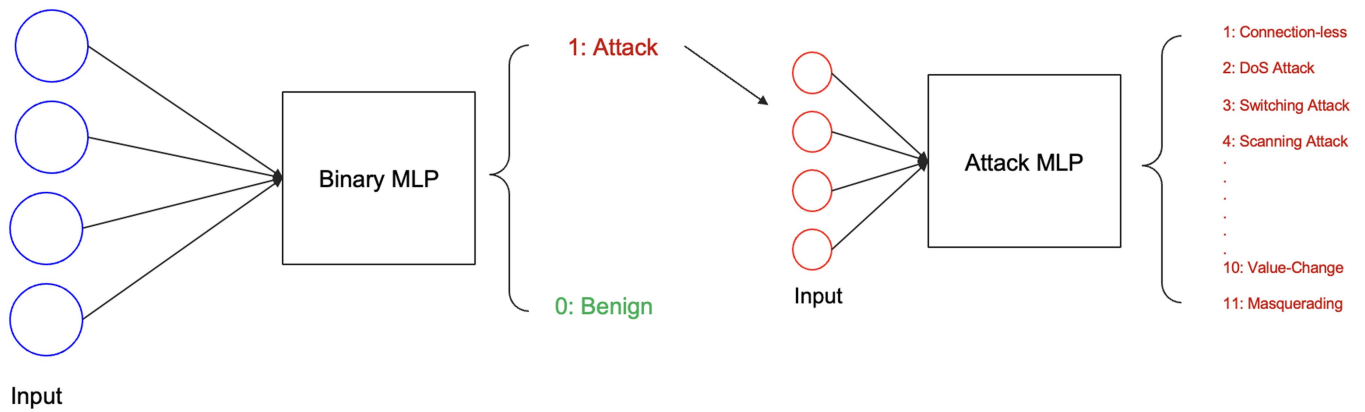 1: Attack
Binary MLP
0: Benign
Input
Attack MLP
Input
1: Connection-less
2: DoS Attack
3: Switching Attack
4: Scanning Attack
.
.
.
.
.
.
10: Value-Change
11: Masquerading